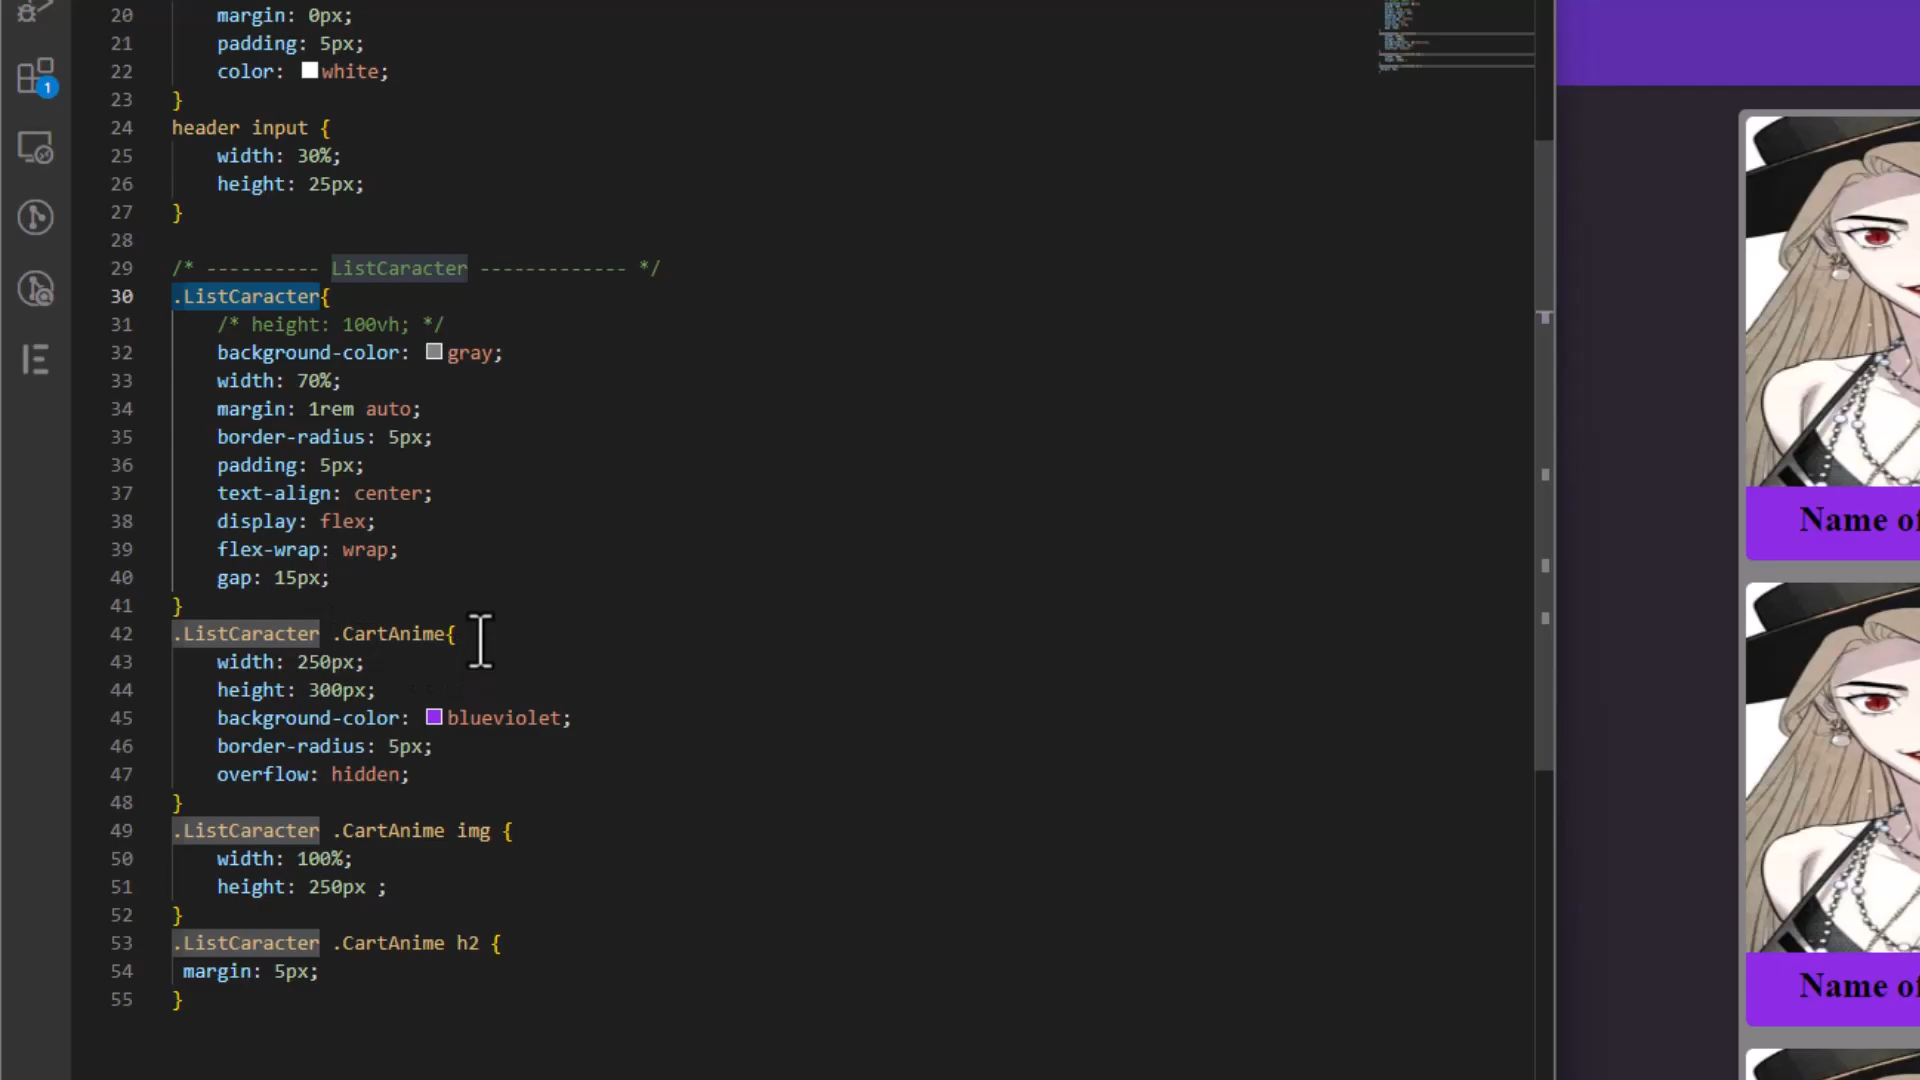 20 margin: 0px;
21 padding: 5px;
22 color: white;
23 }
24 header input {
25 width: 30%;
26 height: 25px;
27 }
28
29 /* ---------- ListCaracter ------------- */
30 .ListCaracter{
31 /* height: 100vh; */
32 background-color: gray;
33 width: 70%;
34 margin: 1rem auto;
35 border-radius: 5px;
36 padding: 5px;
37 text-align: center;
38 display: flex;
39 flex-wrap: wrap;
40 gap: 15px;
41 }
42 .ListCaracter .CartAnime{
43 width: 250px;
44 height: 300px;
45 background-color: blueviolet;
46 border-radius: 5px;
47 overflow: hidden;
48 }
49 .ListCaracter .CartAnime img {
50 width: 100%;
51 height: 250px ;
52 }
53 .ListCaracter .CartAnime h2 {
54 margin: 5px;
55 }
1
Name of
Name of